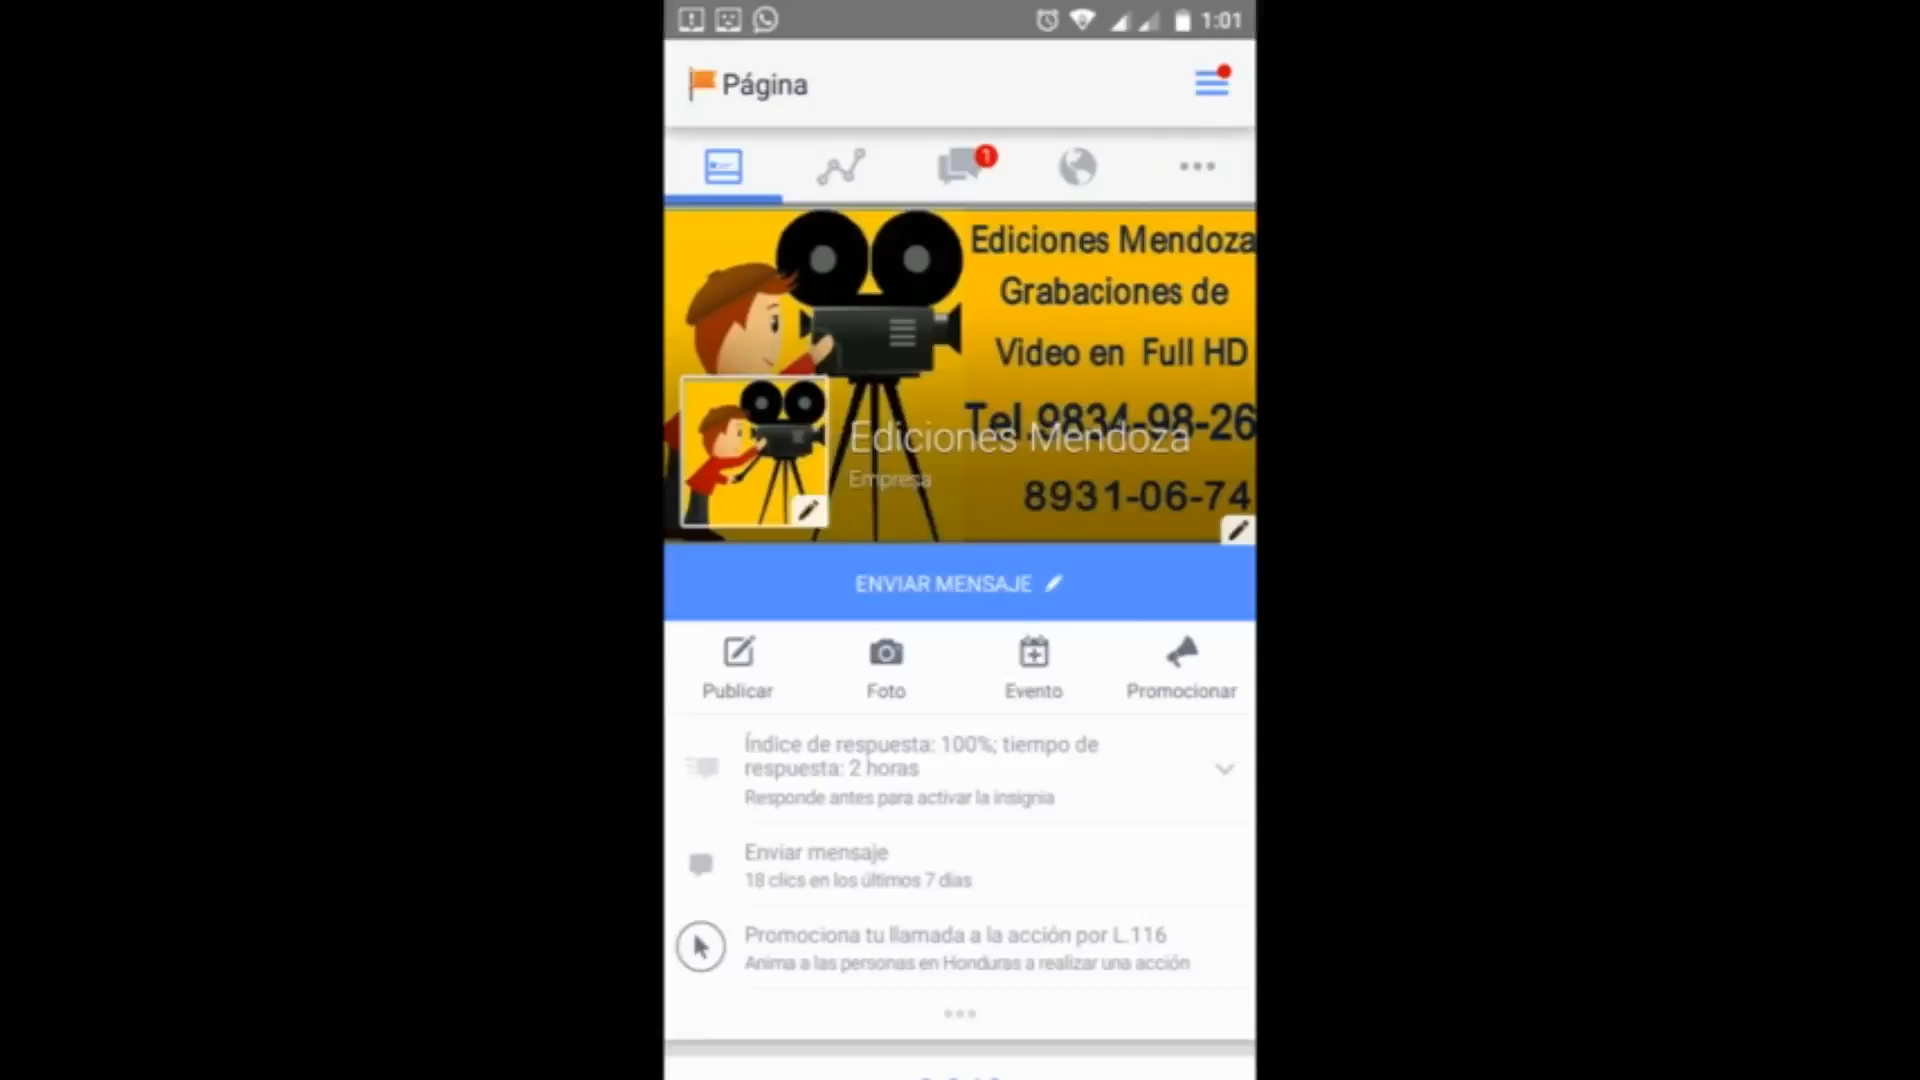 1:01
Página
1
Ediciones Mendoza
Grabaciones de
Video en Full HD
Tel.9834-98-26
Ediciones Mendoza
Empresa
8931-06-74
ENVIAR MENSAJE
Publicar
Foto
Evento
Promocionar
Índice de respuesta: 100%; tiempo de
respuesta: 2 horas
Responde antes para activar la insignia
Enviar mensaje
18 clics en los últimos 7 días
Promociona tu llamada a la acción por L.116
Anima a las personas en Honduras a realizar una acción